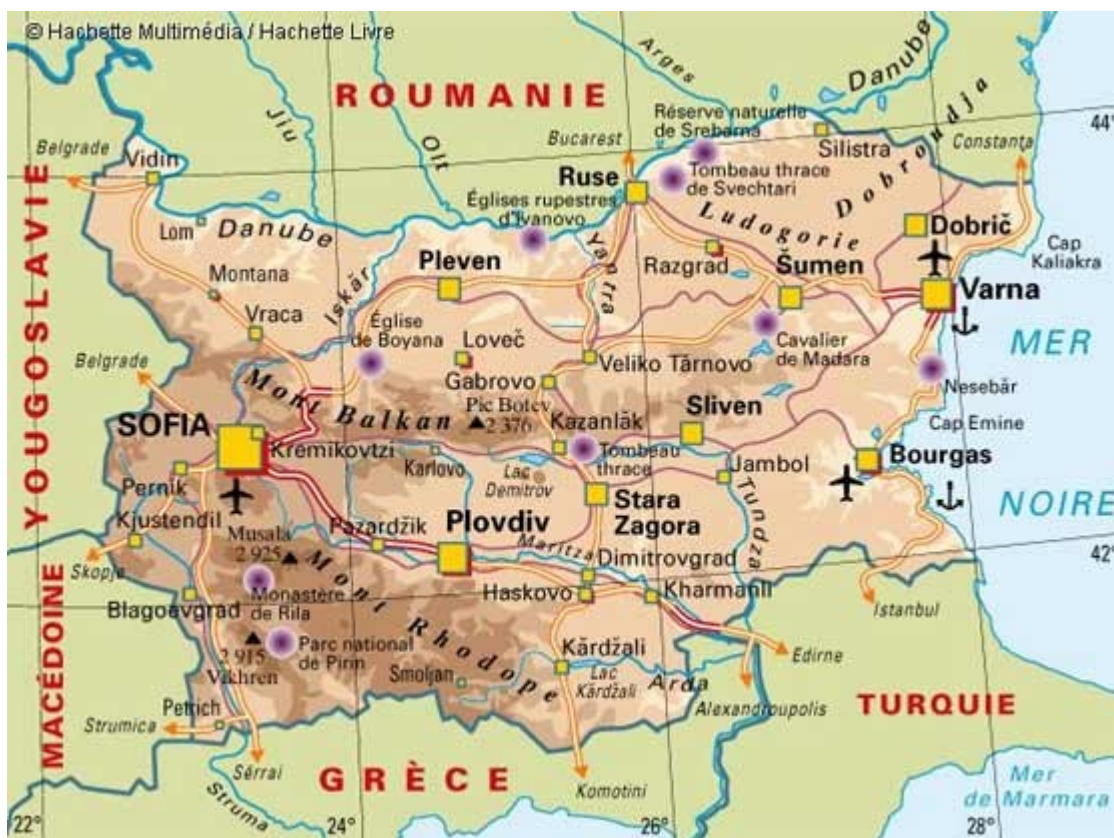 © Hachette Multimédia / Hachette Livre
ROUMANIE
Jiu
Olt
Arges
Danube
Belgrade
Vidin
Bucarest
Réserve naturelle
de Srebarna
Silistra
Constanţa
44°
Ruse
Tombeau thrace
de Svechtari
Dobroudja
Églises rupestres
d'Ivanovo
Ludogorie
Dobrič
Lom
Danube
Yantra
Cap
Kaliakra
Montana
Iskăr
Pleven
Razgrad
Šumen
Varna
YOUGOSLAVIE
Vraca
Église
de Boyana
Loveč
Veliko Tărnovo
Cavalier
de Madara
MER
Belgrade
Mont Balkan
Gabrovo
Nesebăr
Pic Botev
2 376
SOFIA
Kremikovtzi
Kazanlăk
Sliven
Cap Emine
Karlovo
Tombeau
thrace
Bourgas
Pernik
Lac
Demitrov
Jambol
Stara
Zagora
Tundza
NOIRE
Kjustendil
Pazardžik
Plovdiv
Musala
2 925
Maritza
Dimitrovgrad
42°
Skopje
Mont Rhodope
Monastère
de Rila
Haskovo
Kharmanli
Blagoevgrad
Istanbul
MACÉDOINE
Parc national
de Pirin
2 915
Vikhren
Kărdžali
Edirne
Smoljan
Lac
Kărdžali
Arda
Petrich
Strumica
Alexandroupolis
TURQUIE
Sérrai
GRÈCE
Komotini
Struma
Mer
de Marmara
22°
24°
26°
28°